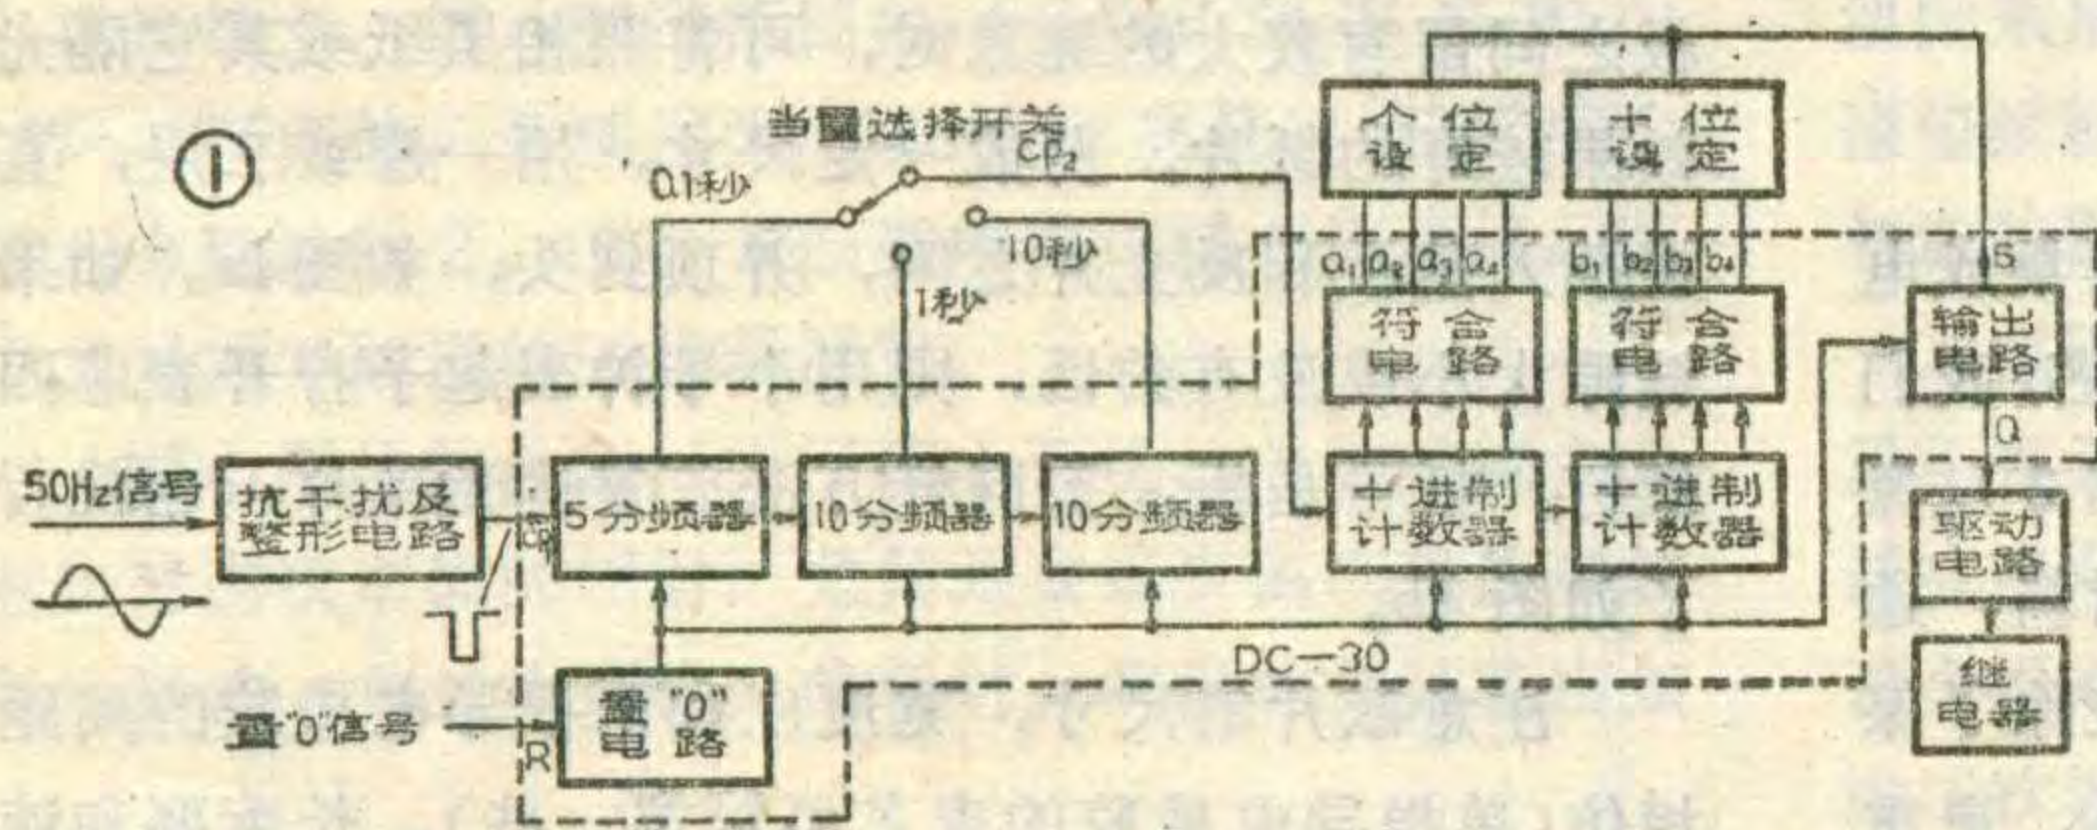 ①
当量选择开关
CP₂
0.1秒
10秒
1秒
个位
设定
十位
设定
a₁ a₂ a₃ a₄
b₁ b₂ b₃ b₄
S
符合
电路
符合
电路
输出
电路
Q
50Hz信号
抗干扰及
整形电路
5分频器
10分频器
10分频器
十进制
计数器
十进制
计数器
驱动
电路
DC—30
继
电器
置"0"信号
R
置"0"
电路